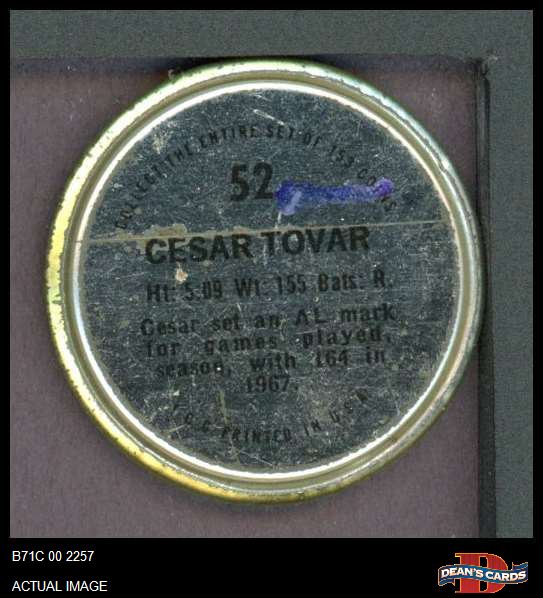 COLLECT THE ENTIRE SET OF 153 COINS
52
CESAR TOVAR
Ht: 5.09 Wt: 155 Bats: R.
Cesar set an AL mark
for games played,
season, with 164 in
1967.
T.C.G. PRINTED IN U.S.A.
B71C 00 2257
ACTUAL IMAGE
D
DEAN'S CARDS